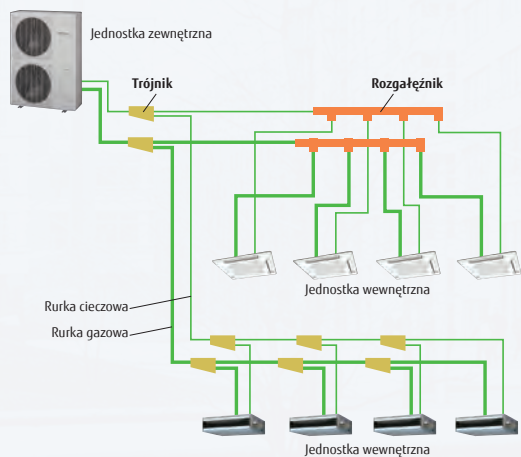 Jednostka zewnętrzna
Trójnik
Rozgałęźnik
Jednostka wewnętrzna
Rurka cieczowa
Rurka gazowa
Jednostka wewnętrzna